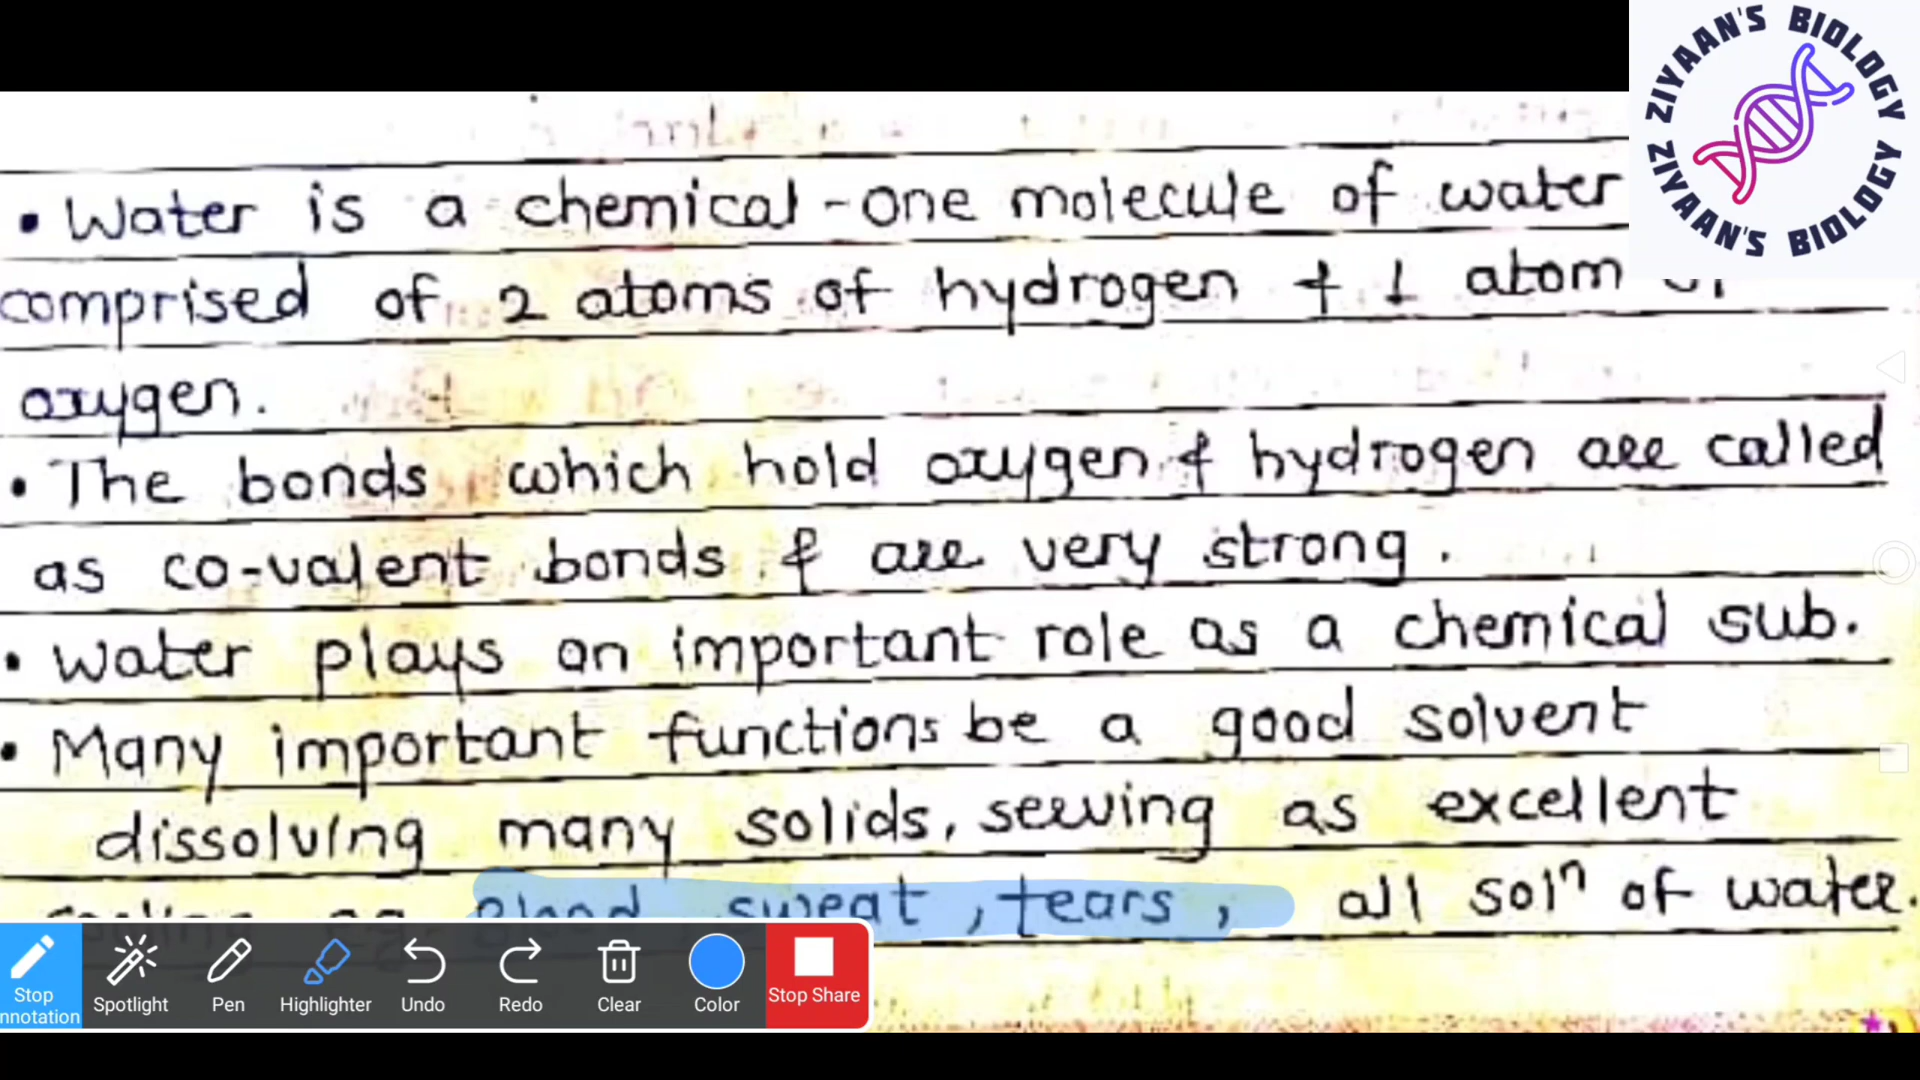 ZIYAAN'S BIOLOGY
ZIYAAN'S BIOLOGY
• Water is a chemical - one molecule of water
comprised of 2 atoms of hydrogen & 1 atom
oxygen.
• The bonds which hold oxygen & hydrogen are called
as co-valent bonds & are very strong.
• Water plays an important role as a chemical sub.
• Many important functions be a good solvent
dissolving many solids, serving as excellent
eg. Blood sweat, tears, all solⁿ of water.
Stop
nnotation
Spotlight
Pen
Highlighter
Undo
Redo
Clear
Color
Stop Share